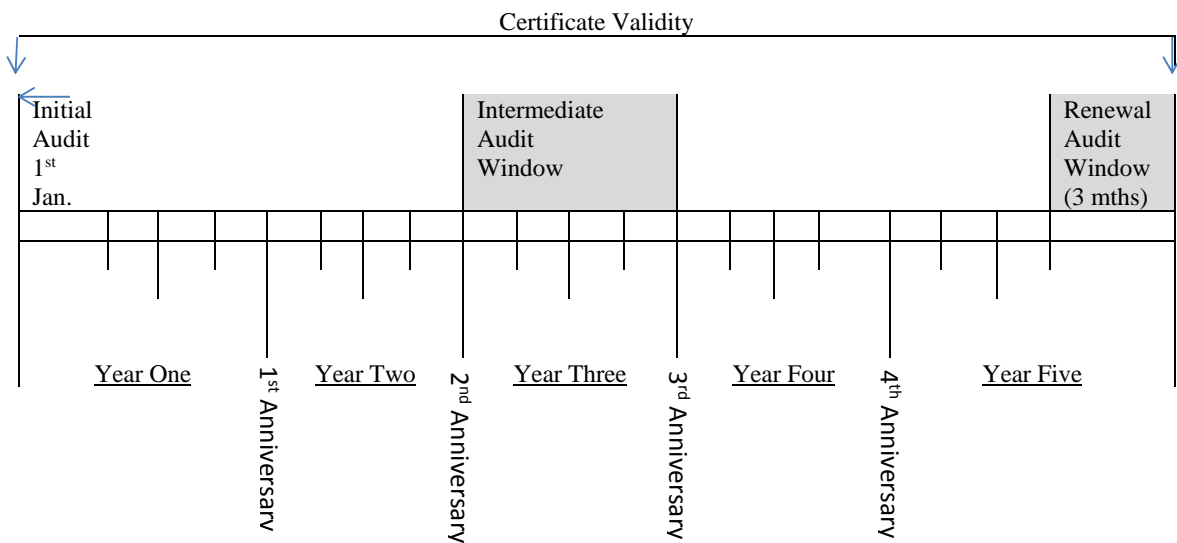 Certificate Validity
Initial
Audit
1st
Jan.
Intermediate
Audit
Window
Renewal
Audit
Window
(3 mths)
Year One
1st Anniversary
Year Two
2nd Anniversary
Year Three
3rd Anniversary
Year Four
4th Anniversary
Year Five